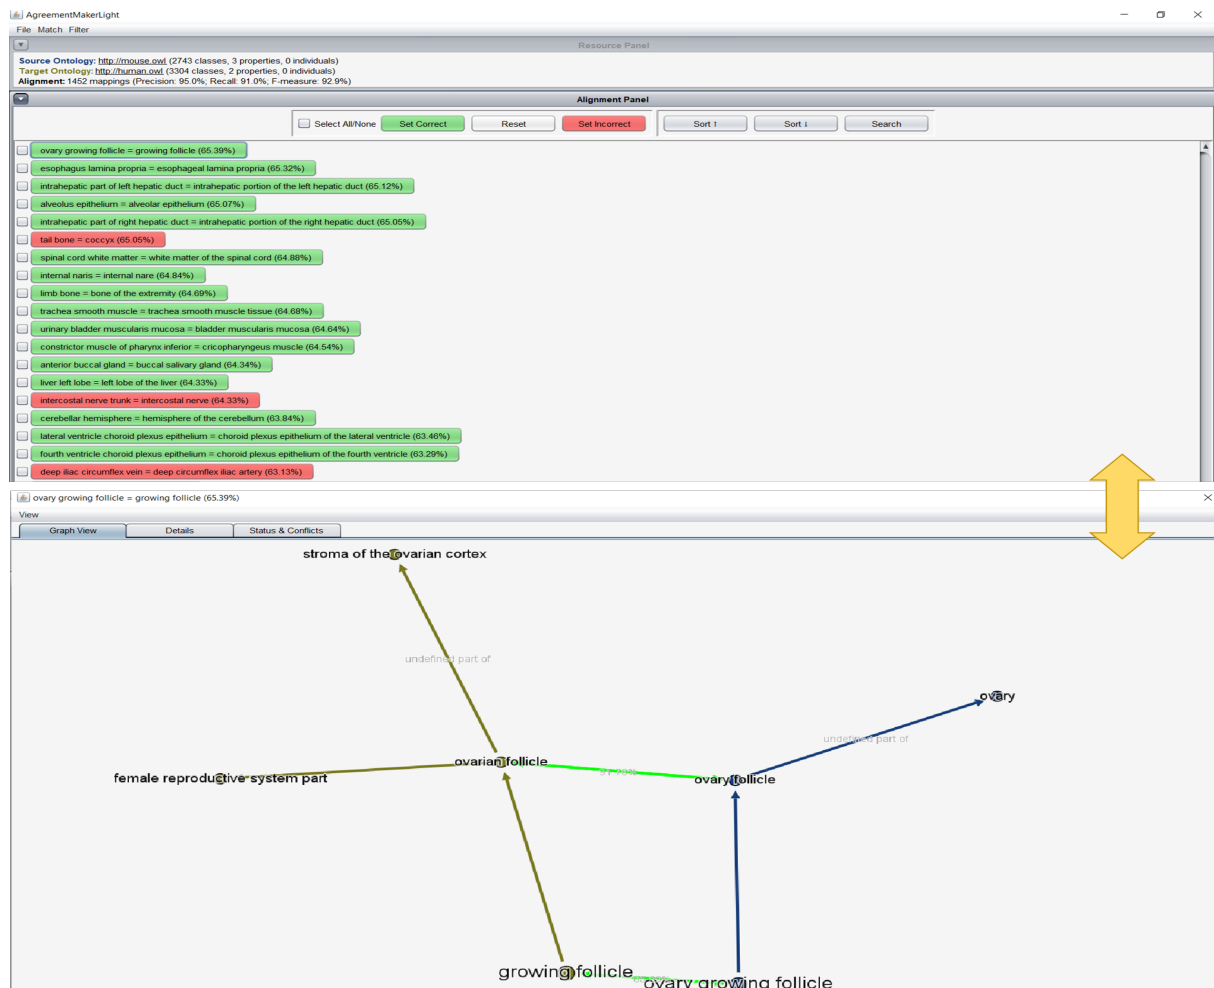 AgreementMakerLight
File Match Filter
Resource Panel
Source Ontology: http://mouse.owl (2743 classes, 3 properties, 0 individuals)
Target Ontology: http://human.owl (3304 classes, 2 properties, 0 individuals)
Alignment: 1452 mappings (Precision: 95.0%; Recall: 91.0%; F-measure: 92.9%)
Alignment Panel
Select All/None Set Correct Reset Set Incorrect Sort ↑ Sort ↓ Search
ovary growing follicle = growing follicle (65.39%)
esophagus lamina propria = esophageal lamina propria (65.32%)
intrahepatic part of left hepatic duct = intrahepatic portion of the left hepatic duct (65.12%)
alveolus epithelium = alveolar epithelium (65.07%)
intrahepatic part of right hepatic duct = intrahepatic portion of the right hepatic duct (65.05%)
tail bone = coccyx (65.05%)
spinal cord white matter = white matter of the spinal cord (64.88%)
internal naris = internal nare (64.84%)
limb bone = bone of the extremity (64.69%)
trachea smooth muscle = trachea smooth muscle tissue (64.68%)
urinary bladder muscularis mucosa = bladder muscularis mucosa (64.64%)
constrictor muscle of pharynx inferior = cricopharyngeus muscle (64.54%)
anterior buccal gland = buccal salivary gland (64.34%)
liver left lobe = left lobe of the liver (64.33%)
intercostal nerve trunk = intercostal nerve (64.33%)
cerebellar hemisphere = hemisphere of the cerebellum (63.84%)
lateral ventricle choroid plexus epithelium = choroid plexus epithelium of the lateral ventricle (63.46%)
fourth ventricle choroid plexus epithelium = choroid plexus epithelium of the fourth ventricle (63.29%)
deep iliac circumflex vein = deep circumflex iliac artery (63.13%)
ovary growing follicle = growing follicle (65.39%)
View
Graph View Details Status & Conflicts
stroma of the ovarian cortex
undefined part of
ovary
undefined part of
ovarian follicle
female reproductive system part
ovary follicle
growing follicle
ovary growing follicle